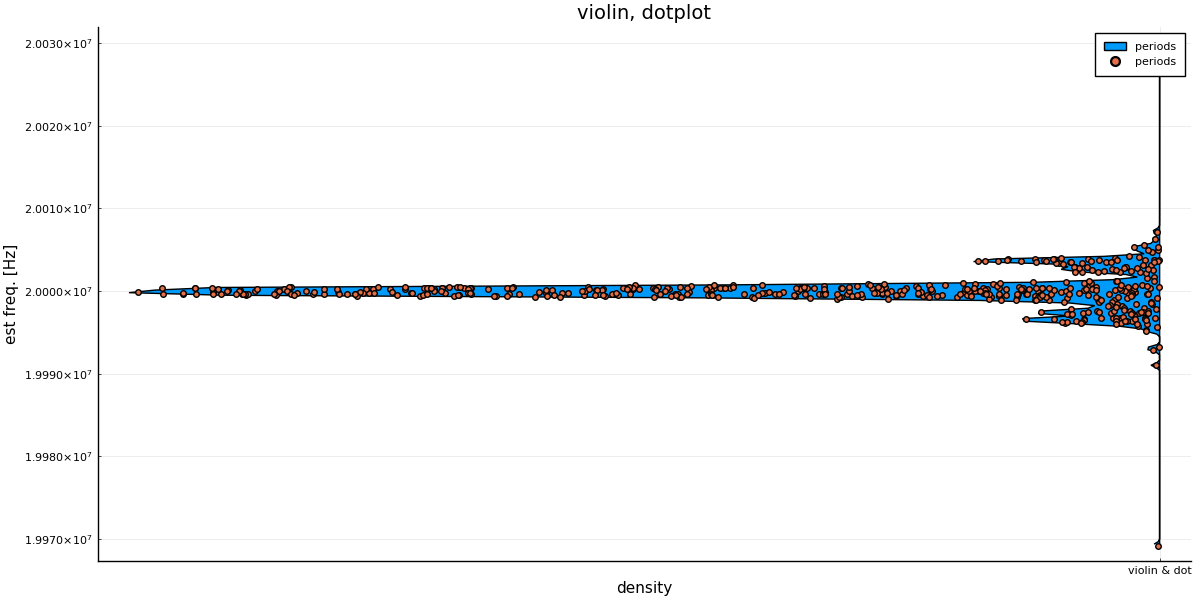 violin, dotplot
periods
periods
2.0030×10⁷
2.0020×10⁷
2.0010×10⁷
2.0000×10⁷
1.9990×10⁷
1.9980×10⁷
1.9970×10⁷
est freq. [Hz]
violin & dot
density